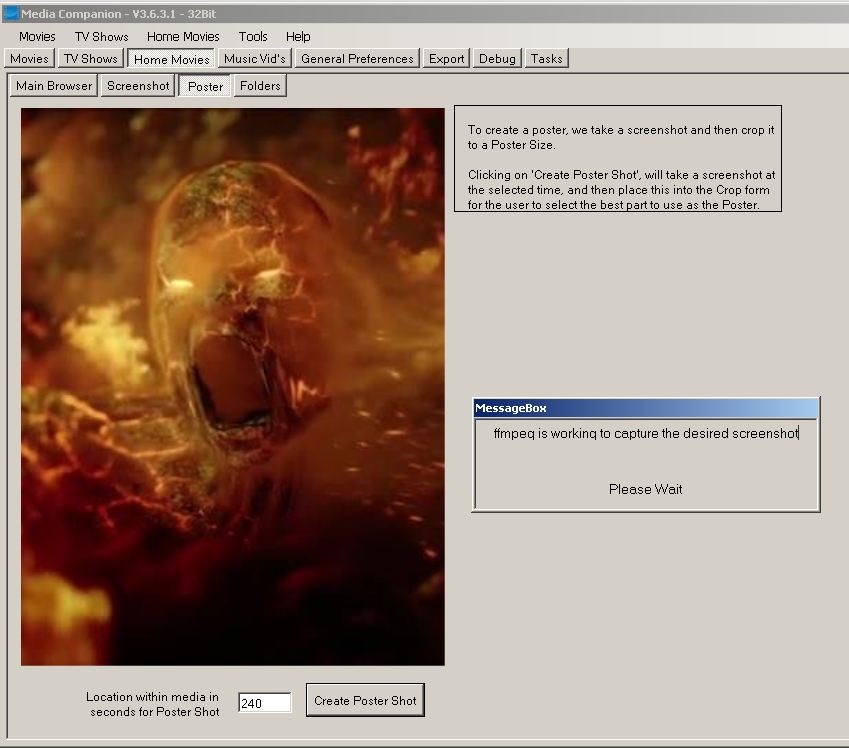 Media Companion - V3.6.3.1 - 32Bit
Movies TV Shows Home Movies Tools Help
Movies TV Shows Home Movies Music Vid's General Preferences Export Debug Tasks
Main Browser Screenshot Poster Folders
To create a poster, we take a screenshot and then crop it
to a Poster Size.
Clicking on 'Create Poster Shot', will take a screenshot at
the selected time, and then place this into the Crop form
for the user to select the best part to use as the Poster.
MessageBox
ffmpeg is working to capture the desired screenshot
Please Wait
Location within media in
seconds for Poster Shot
240
Create Poster Shot